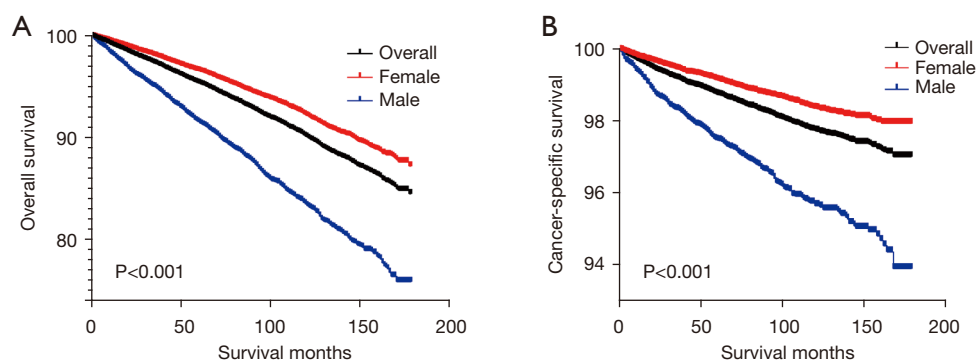 A
Overall survival
100
90
80
Overall
Female
Male
P<0.001
0
50
100
150
200
Survival months
B
Cancer-specific survival
100
98
96
94
Overall
Female
Male
P<0.001
0
50
100
150
200
Survival months